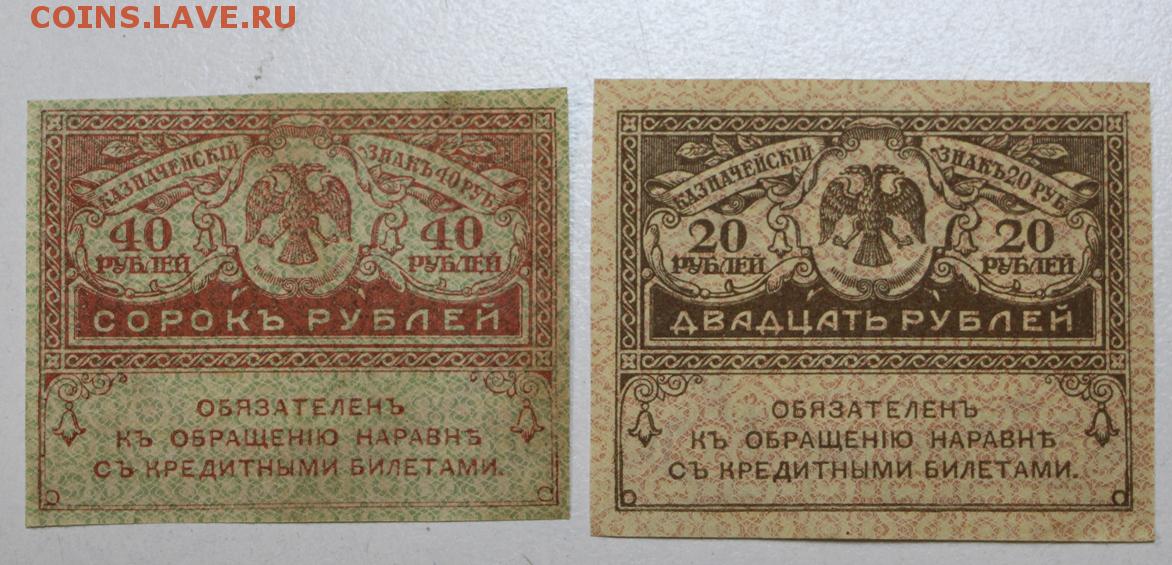 COINS.LAVE.RU
КАЗНАЧЕЙСКІЙ ЗНАКЪ 40 РУБ
40 40
РУБЛЕЙ РУБЛЕЙ
СОРОКЪ РУБЛЕЙ
ОБЯЗАТЕЛЕНЪ
КЪ ОБРАЩЕНІЮ НАРАВНѢ
СЪ КРЕДИТНЫМИ БИЛЕТАМИ.
КАЗНАЧЕЙСКІЙ ЗНАКЪ 20 РУБ
20 20
РУБЛЕЙ РУБЛЕЙ
ДВАДЦАТЬ РУБЛЕЙ
ОБЯЗАТЕЛЕНЪ
КЪ ОБРАЩЕНІЮ НАРАВНѢ
СЪ КРЕДИТНЫМИ БИЛЕТАМИ.